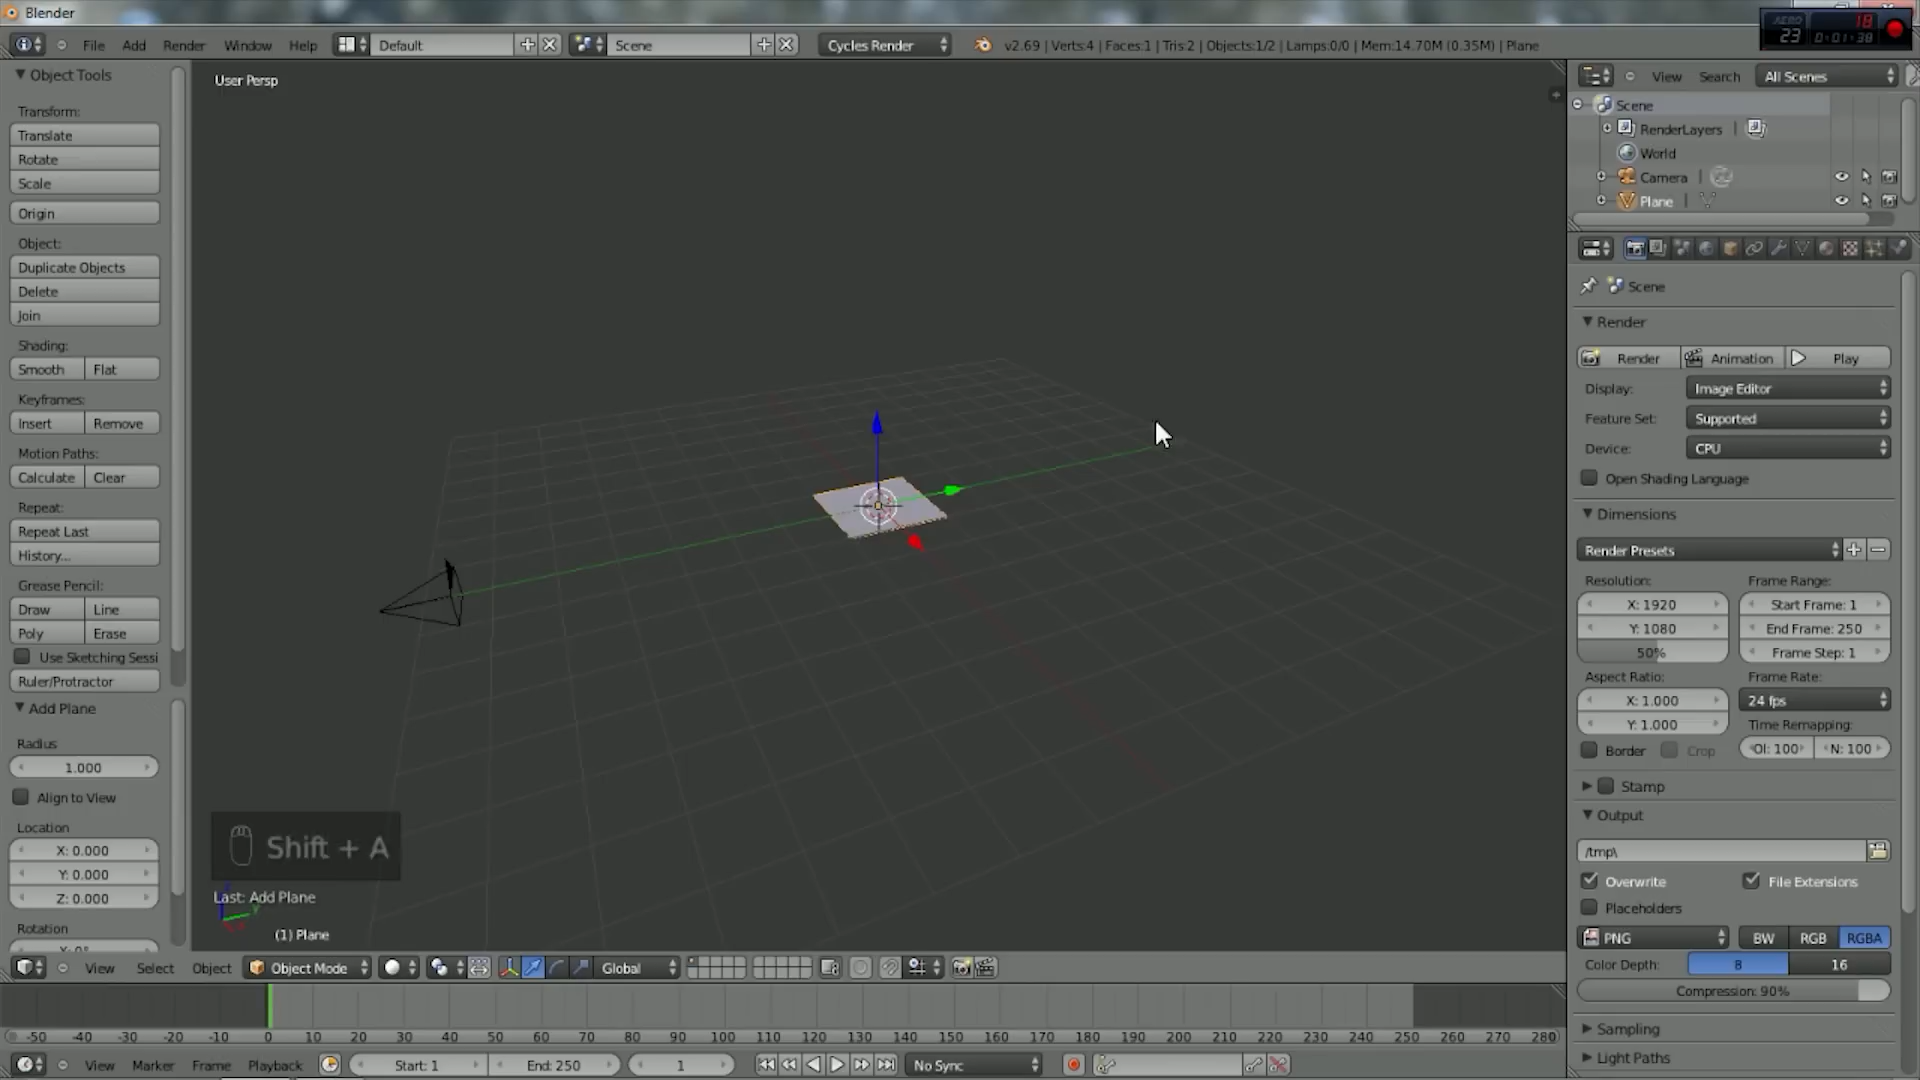 Blender
File Add Render Window Help Default Scene Cycles Render v2.69 | Verts:4 | Faces:1 | Tris:2 | Objects:1/2 | Lamps:0/0 | Mem:14.70M (0.35M) | Plane
AERO 23 18 0:01:38
Object Tools
Transform:
Translate
Rotate
Scale
Origin
Object:
Duplicate Objects
Delete
Join
Shading:
Smooth Flat
Keyframes:
Insert Remove
Motion Paths:
Calculate Clear
Repeat:
Repeat Last
History...
Grease Pencil:
Draw Line
Poly Erase
Use Sketching Sessi
Ruler/Protractor
Add Plane
Radius
1.000
Align to View
Location
X: 0.000
Y: 0.000
Z: 0.000
Rotation
X: 0°
User Persp
Shift + A
Last: Add Plane
(1) Plane
View Select Object Object Mode Global
-50 -40 -30 -20 -10 0 10 20 30 40 50 60 70 80 90 100 110 120 130 140 150 160 170 180 190 200 210 220 230 240 250 260 270 280
View Marker Frame Playback Start: 1 End: 250 1 No Sync
View Search All Scenes
Scene
RenderLayers |
World
Camera |
Plane |
Scene
Render
Render Animation Play
Display: Image Editor
Feature Set: Supported
Device: CPU
Open Shading Language
Dimensions
Render Presets
Resolution: Frame Range:
X: 1920 Start Frame: 1
Y: 1080 End Frame: 250
50% Frame Step: 1
Aspect Ratio: Frame Rate:
X: 1.000 24 fps
Y: 1.000 Time Remapping:
Border Crop Ol: 100 N: 100
Stamp
Output
/tmp\
Overwrite File Extensions
Placeholders
PNG BW RGB RGBA
Color Depth: 8 16
Compression: 90%
Sampling
Light Paths